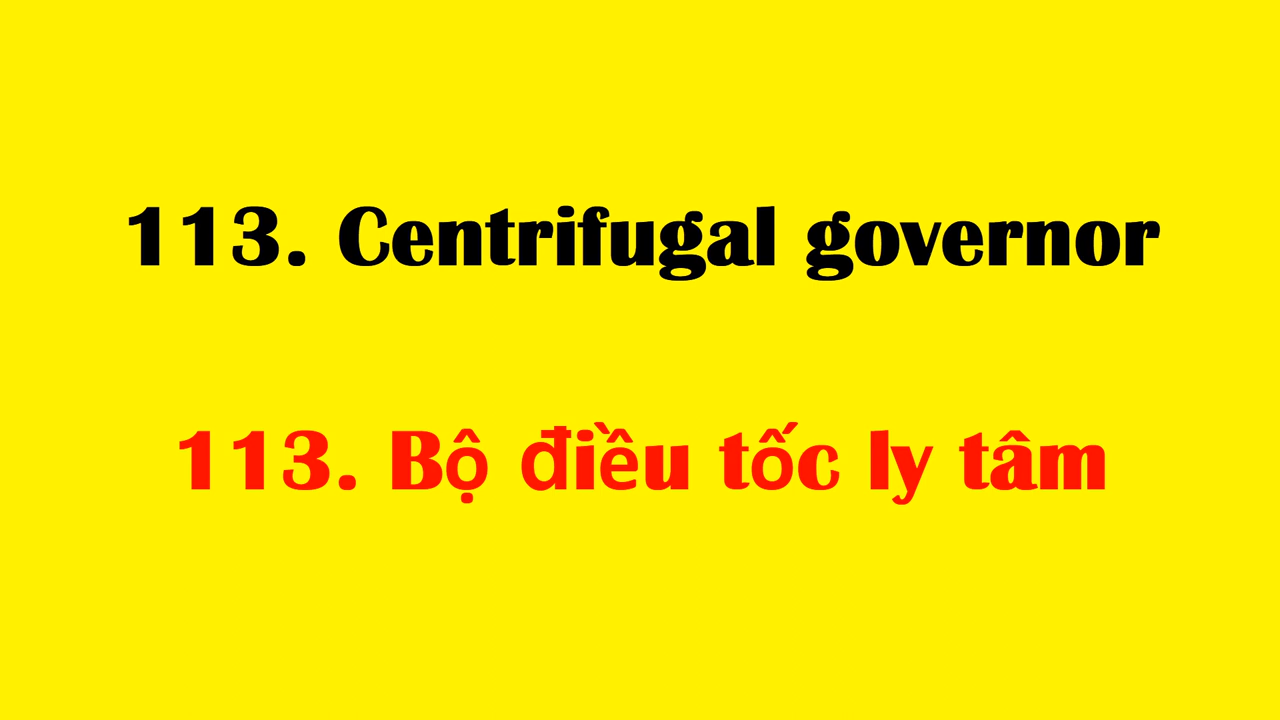 113. Centrifugal governor
113. Bộ điều tốc ly tâm